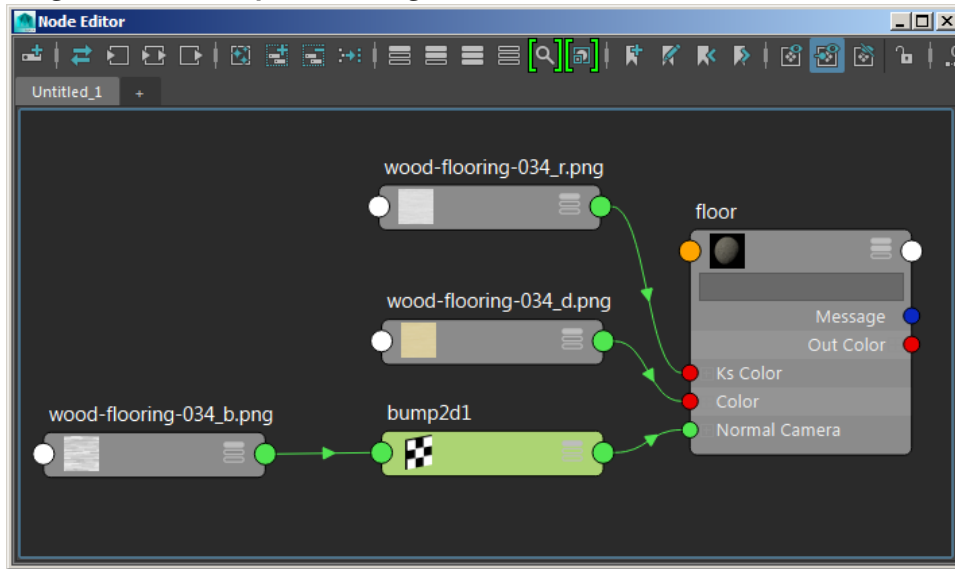 Node Editor
Untitled_1 +
wood-flooring-034_r.png
floor
wood-flooring-034_d.png
Message
Out Color
Ks Color
Color
wood-flooring-034_b.png
bump2d1
Normal Camera